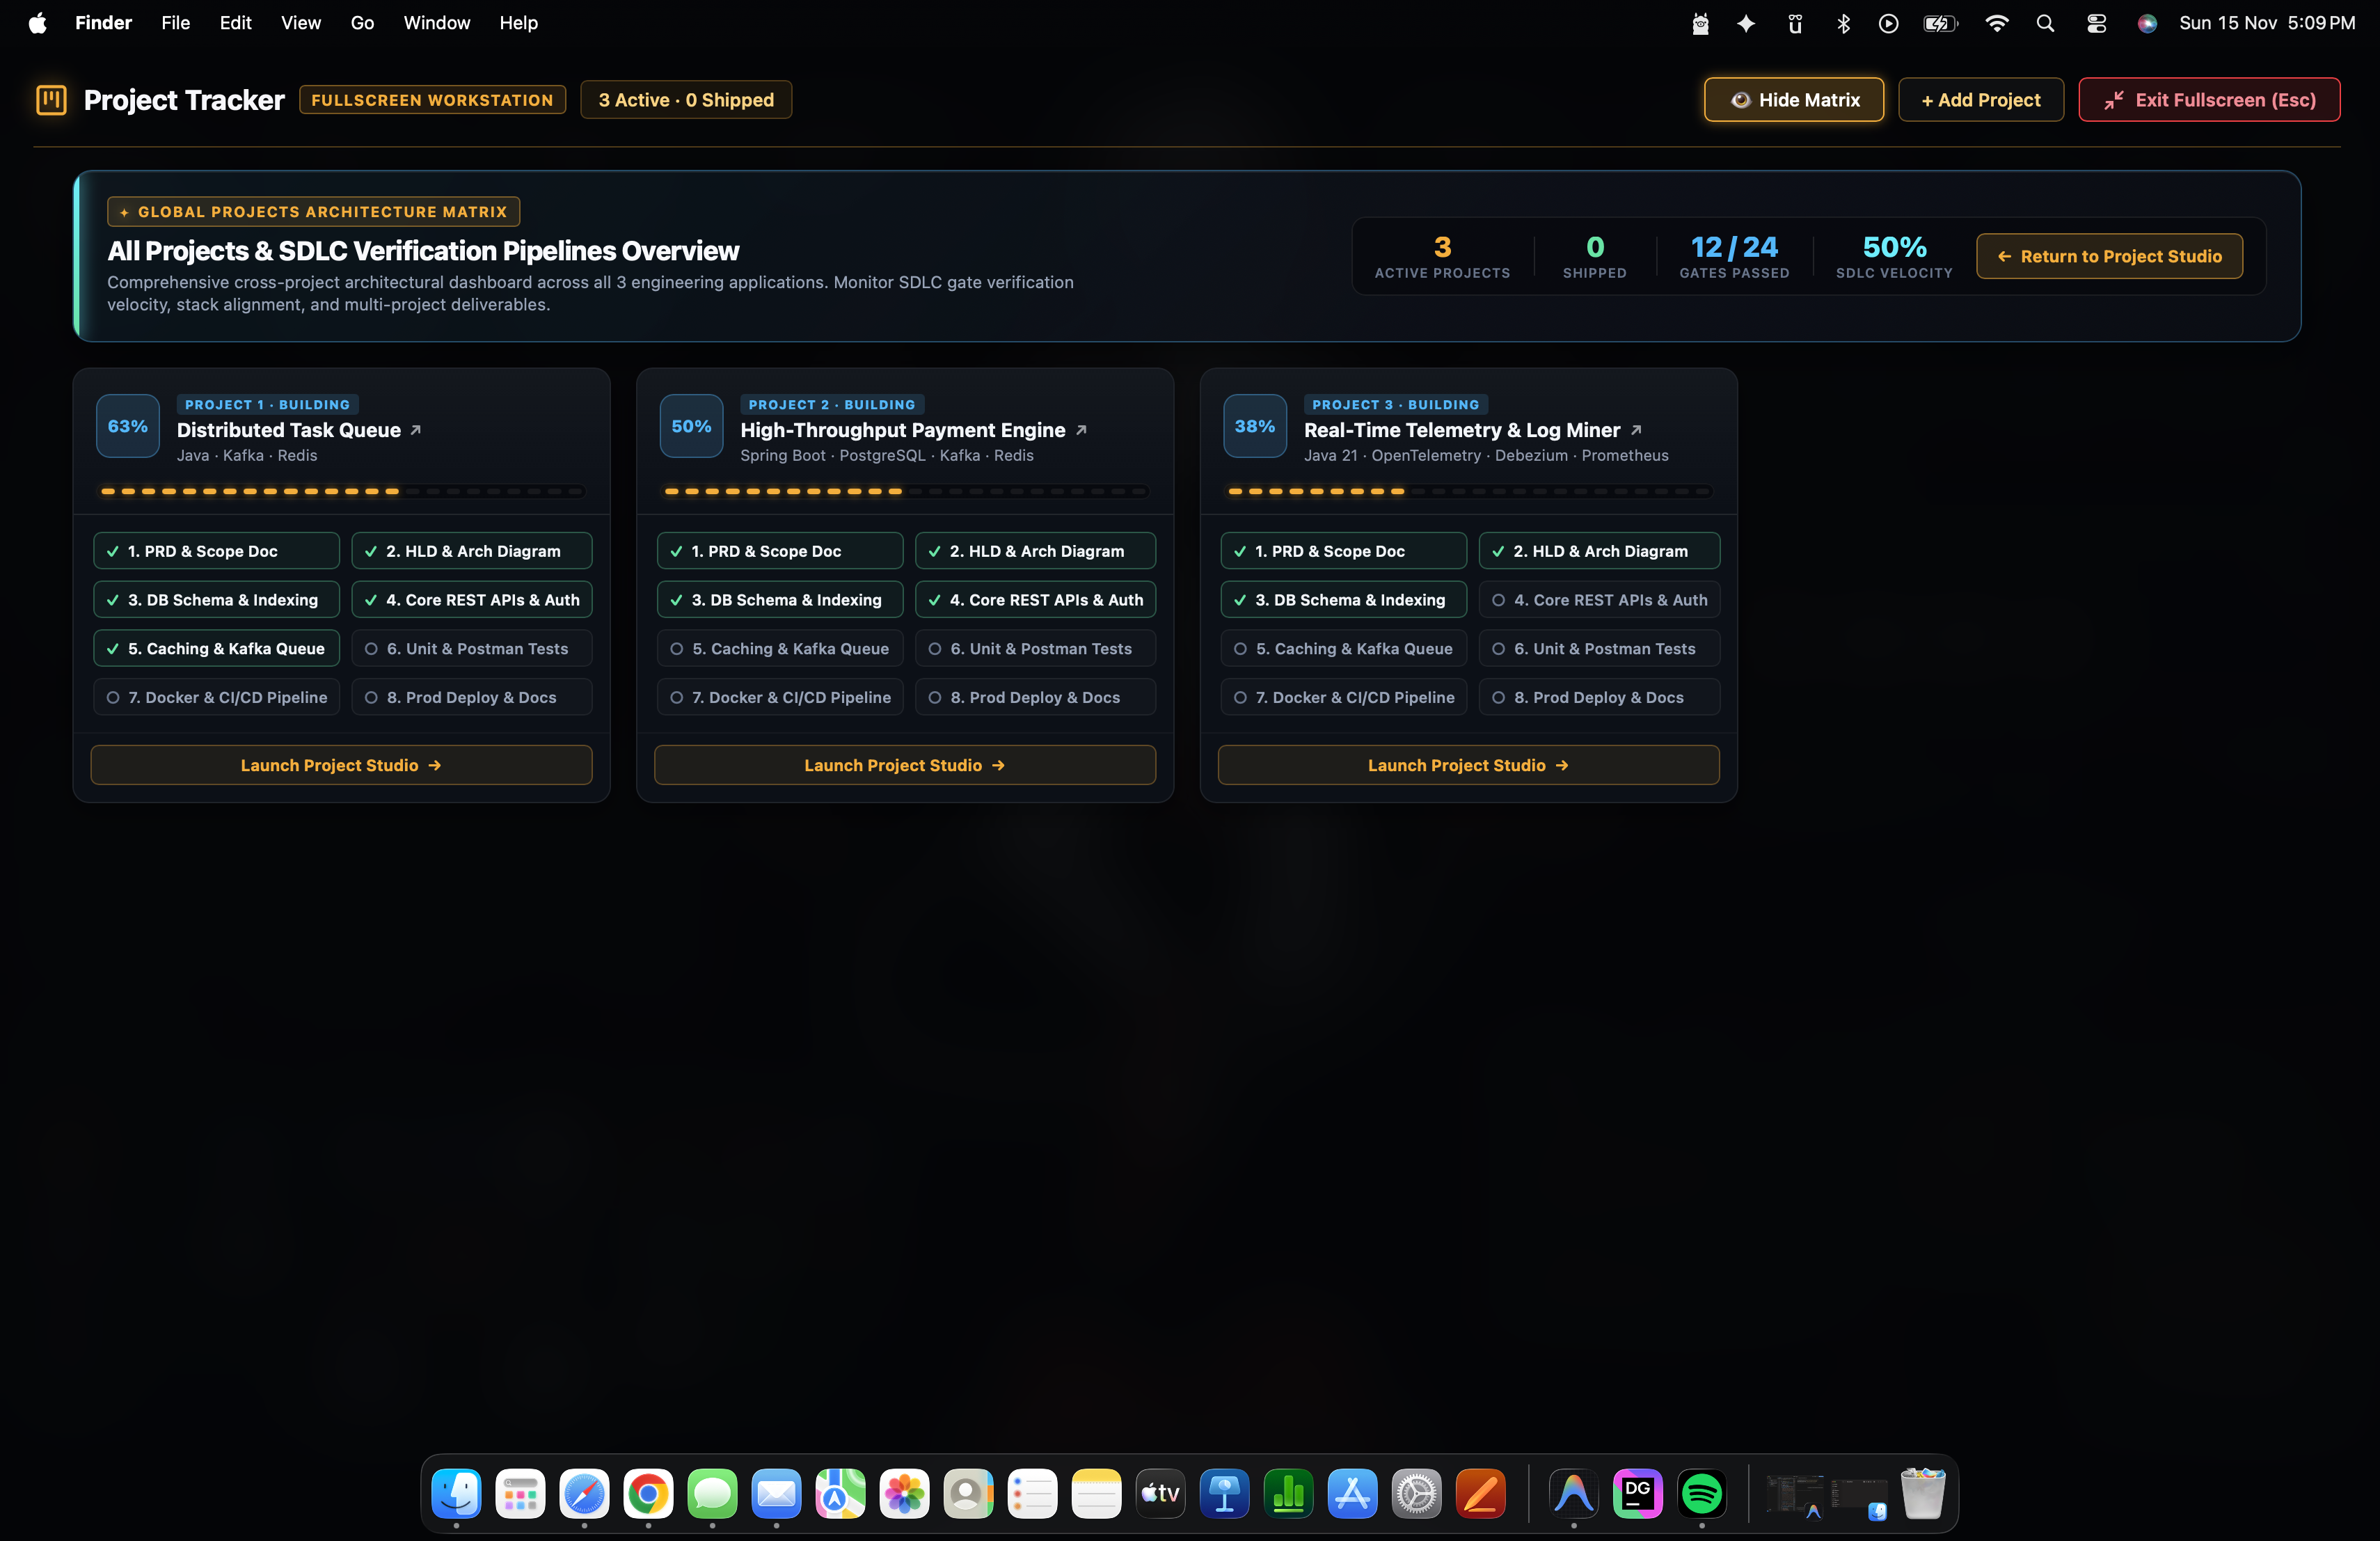 Finder File Edit View Go Window Help Sun 15 Nov 5:09 PM
Project Tracker FULLSCREEN WORKSTATION 3 Active · 0 Shipped Hide Matrix + Add Project Exit Fullscreen (Esc)
GLOBAL PROJECTS ARCHITECTURE MATRIX
All Projects & SDLC Verification Pipelines Overview
Comprehensive cross-project architectural dashboard across all 3 engineering applications. Monitor SDLC gate verification
velocity, stack alignment, and multi-project deliverables.
3 0 12/24 50%
ACTIVE PROJECTS SHIPPED GATES PASSED SDLC VELOCITY
← Return to Project Studio
63%
PROJECT 1 · BUILDING
Distributed Task Queue ↗
Java · Kafka · Redis
✓ 1. PRD & Scope Doc ✓ 2. HLD & Arch Diagram
✓ 3. DB Schema & Indexing ✓ 4. Core REST APIs & Auth
✓ 5. Caching & Kafka Queue 6. Unit & Postman Tests
7. Docker & CI/CD Pipeline 8. Prod Deploy & Docs
Launch Project Studio →
50%
PROJECT 2 · BUILDING
High-Throughput Payment Engine ↗
Spring Boot · PostgreSQL · Kafka · Redis
✓ 1. PRD & Scope Doc ✓ 2. HLD & Arch Diagram
✓ 3. DB Schema & Indexing ✓ 4. Core REST APIs & Auth
5. Caching & Kafka Queue 6. Unit & Postman Tests
7. Docker & CI/CD Pipeline 8. Prod Deploy & Docs
Launch Project Studio →
38%
PROJECT 3 · BUILDING
Real-Time Telemetry & Log Miner ↗
Java 21 · OpenTelemetry · Debezium · Prometheus
✓ 1. PRD & Scope Doc ✓ 2. HLD & Arch Diagram
✓ 3. DB Schema & Indexing 4. Core REST APIs & Auth
5. Caching & Kafka Queue 6. Unit & Postman Tests
7. Docker & CI/CD Pipeline 8. Prod Deploy & Docs
Launch Project Studio →
tv DG